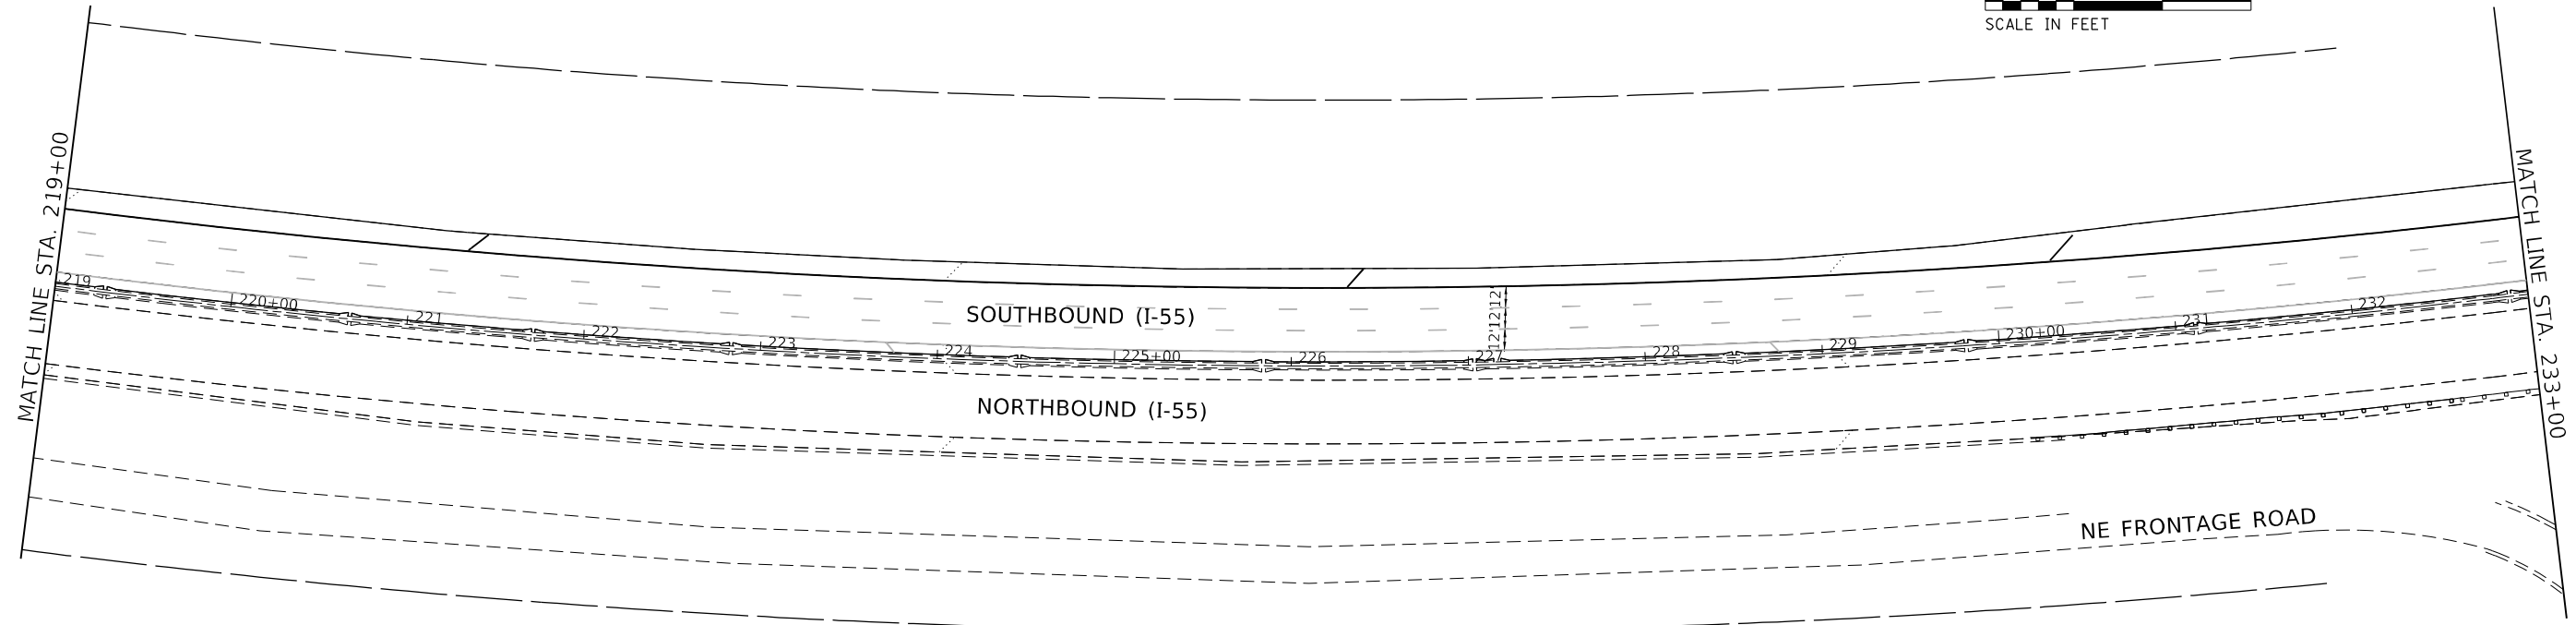 SCALE IN FEET
MATCH LINE STA. 219+00
MATCH LINE STA. 233+00
219
220+00
221
222
223
224
225+00
226
227
228
229
230+00
231
232
SOUTHBOUND (I-55)
12'
12'
12'
NORTHBOUND (I-55)
NE FRONTAGE ROAD